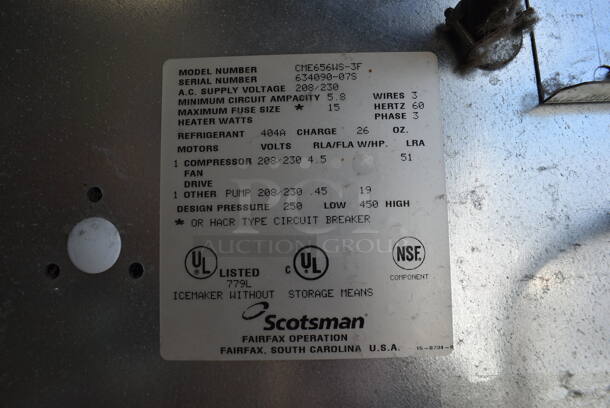 MODEL NUMBER CME656WS-3F
SERIAL NUMBER 634090-07S
A.C. SUPPLY VOLTAGE 208/230
MINIMUM CIRCUIT AMPACITY 5.8 WIRES 3
MAXIMUM FUSE SIZE * 15 HERTZ 60
HEATER WATTS PHASE 3
REFRIGERANT 404A CHARGE 26 OZ.
MOTORS VOLTS RLA/FLA W/HP. LRA
1 COMPRESSOR 208/230 4.5 51
FAN
DRIVE
1 OTHER PUMP 208/230 .45 19
DESIGN PRESSURE 250 LOW 450 HIGH
* OR HACR TYPE CIRCUIT BREAKER
AUCTION GROUP
UL LISTED c UL NSF
779L COMPONENT
ICEMAKER WITHOUT STORAGE MEANS
Scotsman
FAIRFAX OPERATION
FAIRFAX, SOUTH CAROLINA U.S.A.